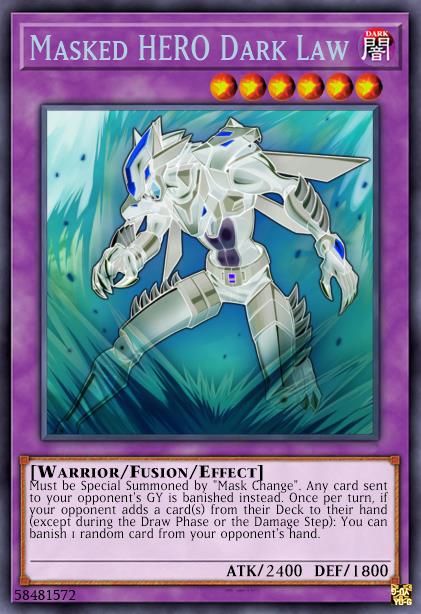 Masked HERO Dark Law
DARK
闇
[Warrior/Fusion/Effect]
Must be Special Summoned by "Mask Change". Any card sent
to your opponent's GY is banished instead. Once per turn, if
your opponent adds a card(s) from their Deck to their hand
(except during the Draw Phase or the Damage Step): You can
banish 1 random card from your opponent's hand.
ATK/2400 DEF/1800
58481572